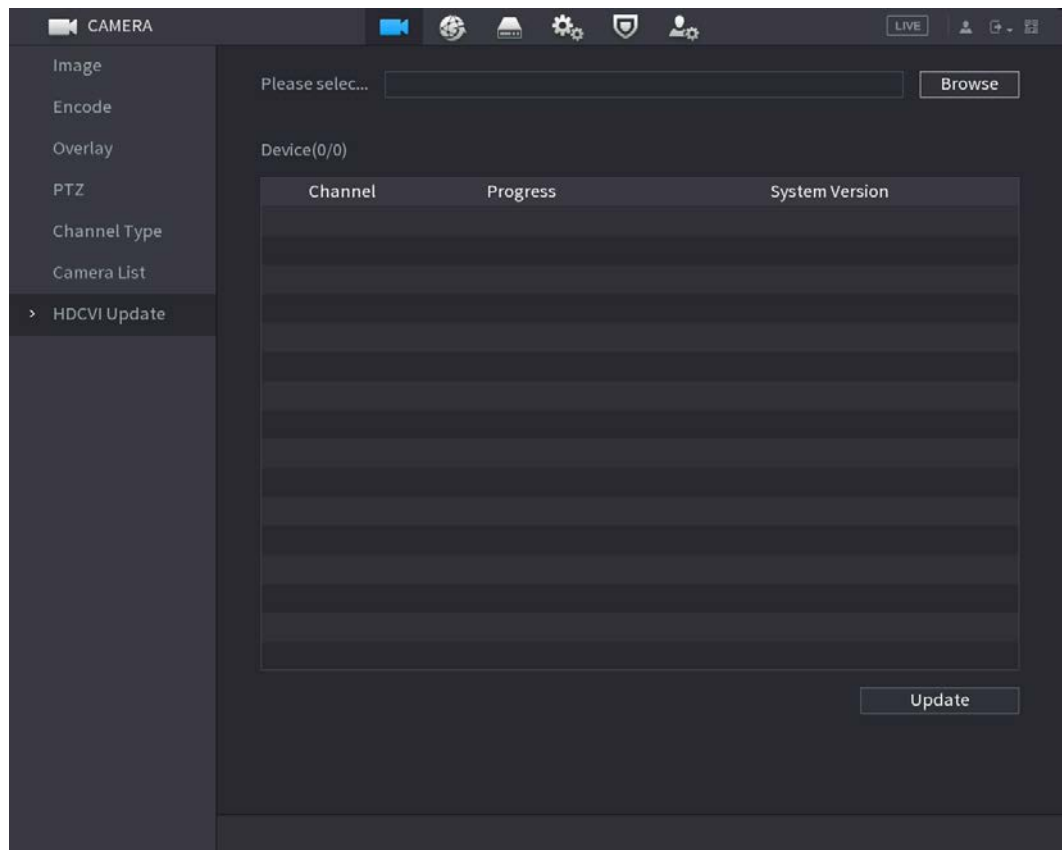 CAMERA
LIVE
Image
Encode
Overlay
PTZ
Channel Type
Camera List
HDCVI Update
Please selec...
Browse
Device(0/0)
Channel Progress System Version
Update